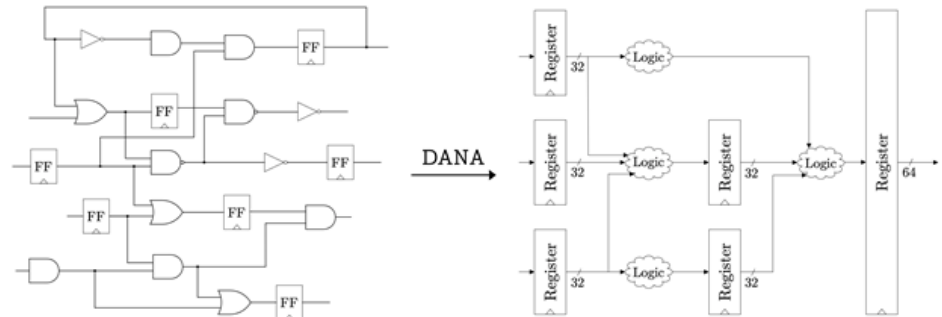 FF
FF
FF
FF
FF
FF
FF
DANA
Register
32
Logic
Register
32
Logic
Register
32
Logic
Register
64
Register
32
Logic
Register
32